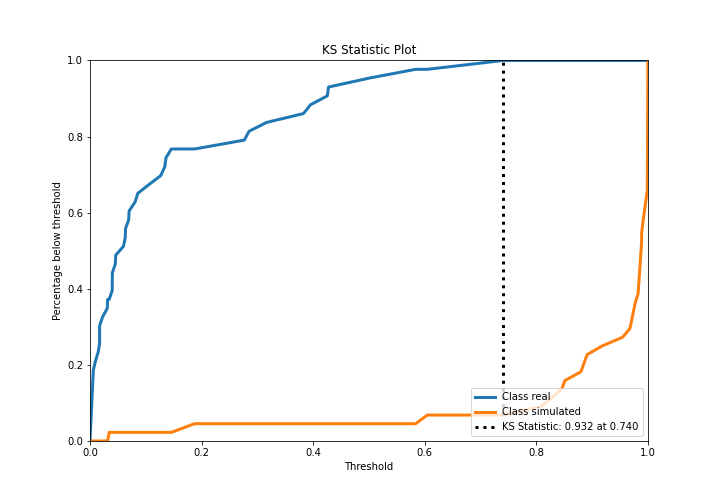 KS Statistic Plot
Percentage below threshold
1.0
0.8
0.6
0.4
0.2
0.0
0.0 0.2 0.4 0.6 0.8 1.0
Threshold
Class real
Class simulated
KS Statistic: 0.932 at 0.740